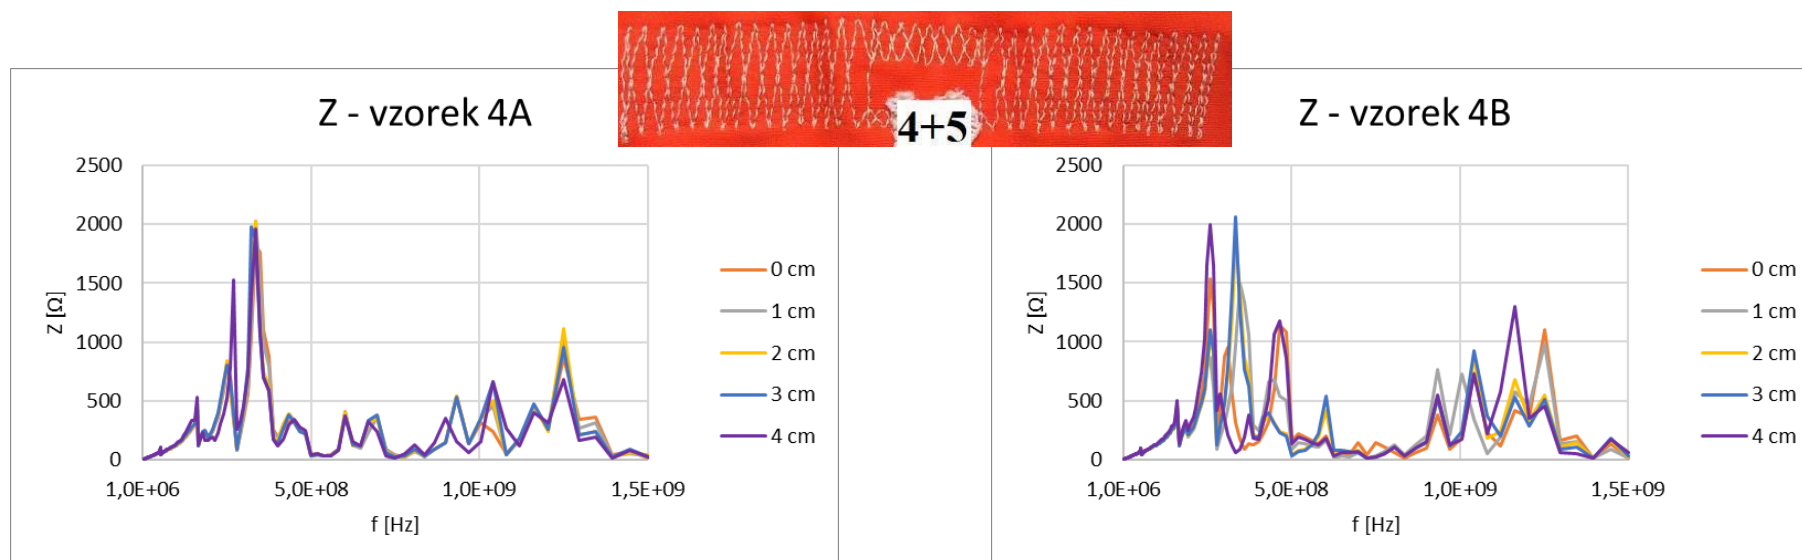 4+5
Z - vzorek 4A
2500
2000
1500
1000
500
0
Z [Ω]
1,0E+06
5,0E+08
1,0E+09
1,5E+09
f [Hz]
0 cm
1 cm
2 cm
3 cm
4 cm
Z - vzorek 4B
2500
2000
1500
1000
500
0
Z [Ω]
1,0E+06
5,0E+08
1,0E+09
1,5E+09
f [Hz]
0 cm
1 cm
2 cm
3 cm
4 cm